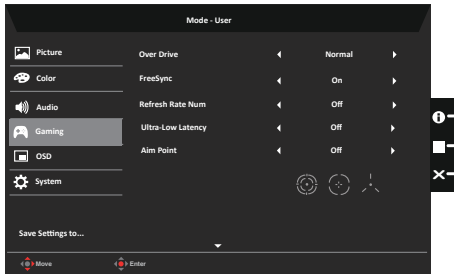 Mode - User
Picture
Color
Audio
Gaming
OSD
System
Over Drive Normal
FreeSync On
Refresh Rate Num Off
Ultra-Low Latency Off
Aim Point Off
Save Settings to...
Move Enter